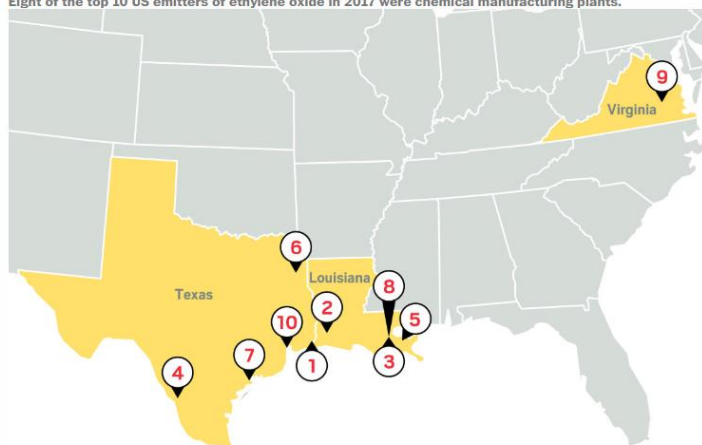 Eight of the top 10 US emitters of ethylene oxide in 2017 were chemical manufacturing plants.
9
Virginia
6
Louisiana
8
Texas
2
5
10
7
1
3
4